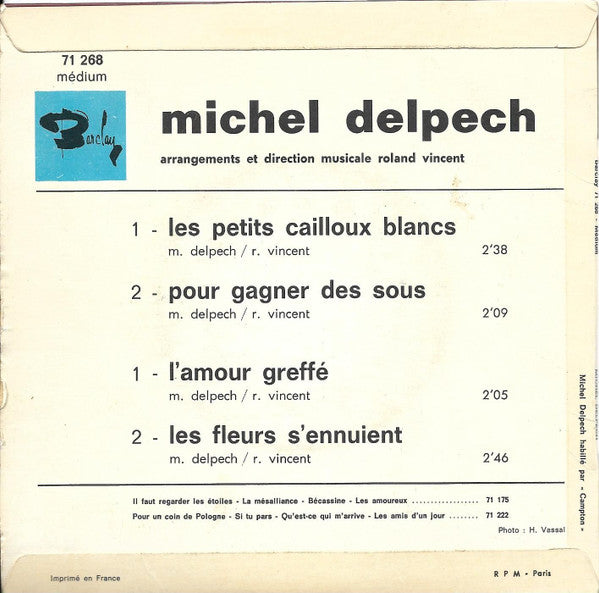 71 268
médium
Barclay
michel delpech
arrangements et direction musicale roland vincent
1 - les petits cailloux blancs
m. delpech / r. vincent 2'38
2 - pour gagner des sous
m. delpech / r. vincent 2'09
1 - l'amour greffé
m. delpech / r. vincent 2'05
2 - les fleurs s'ennuient
m. delpech / r. vincent 2'46
Il faut regarder les étoiles - La mésalliance - Bécassine - Les amoureux ................... 71 175
Pour un coin de Pologne - Si tu pars - Qu'est-ce qui m'arrive - Les amis d'un jour ........ 71 222
Photo : H. Vassal
Imprimé en France
R P M - Paris
Barclay 71 268 - Médium
Michel Delpech habillé par « Campton »